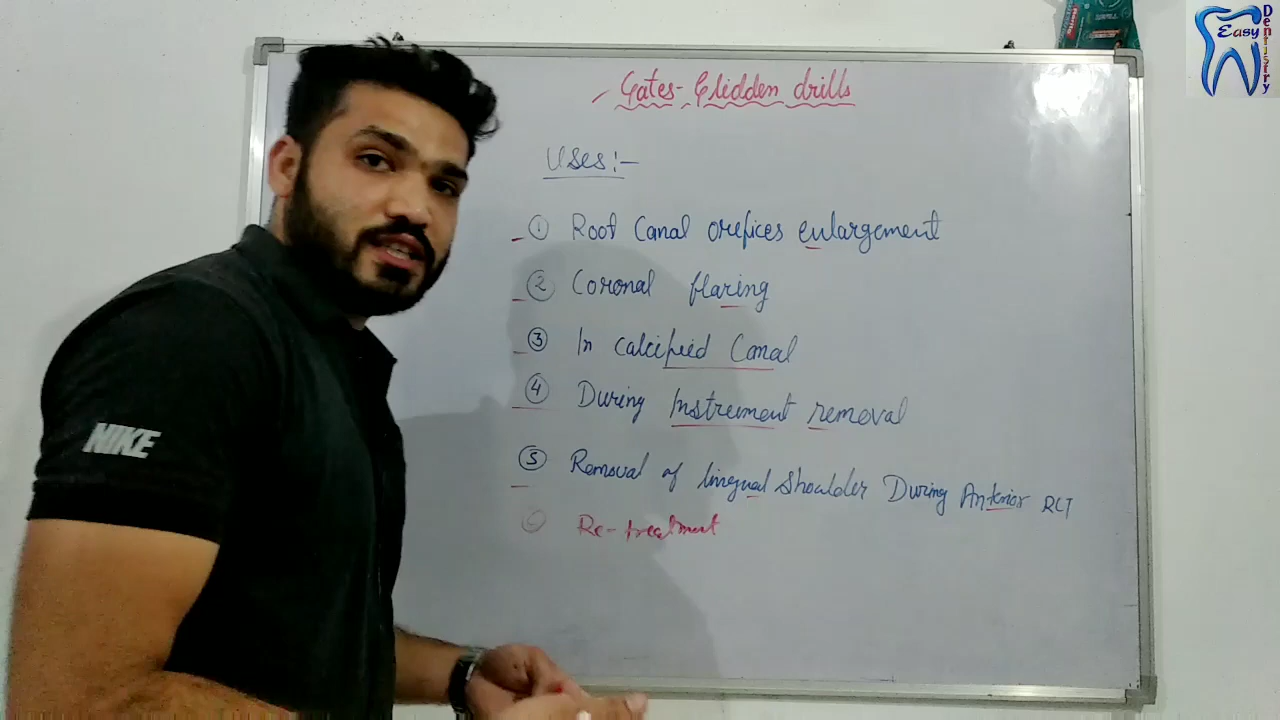 Gates-Glidden drills
Uses:-
① Root Canal orefices enlargement
② Coronal flaring
③ In calcified Canal
④ During Instrument removal
⑤ Removal of lingual shoulder During Anterior RCT
Re-treatment
NIKE
Easy
Dentistry